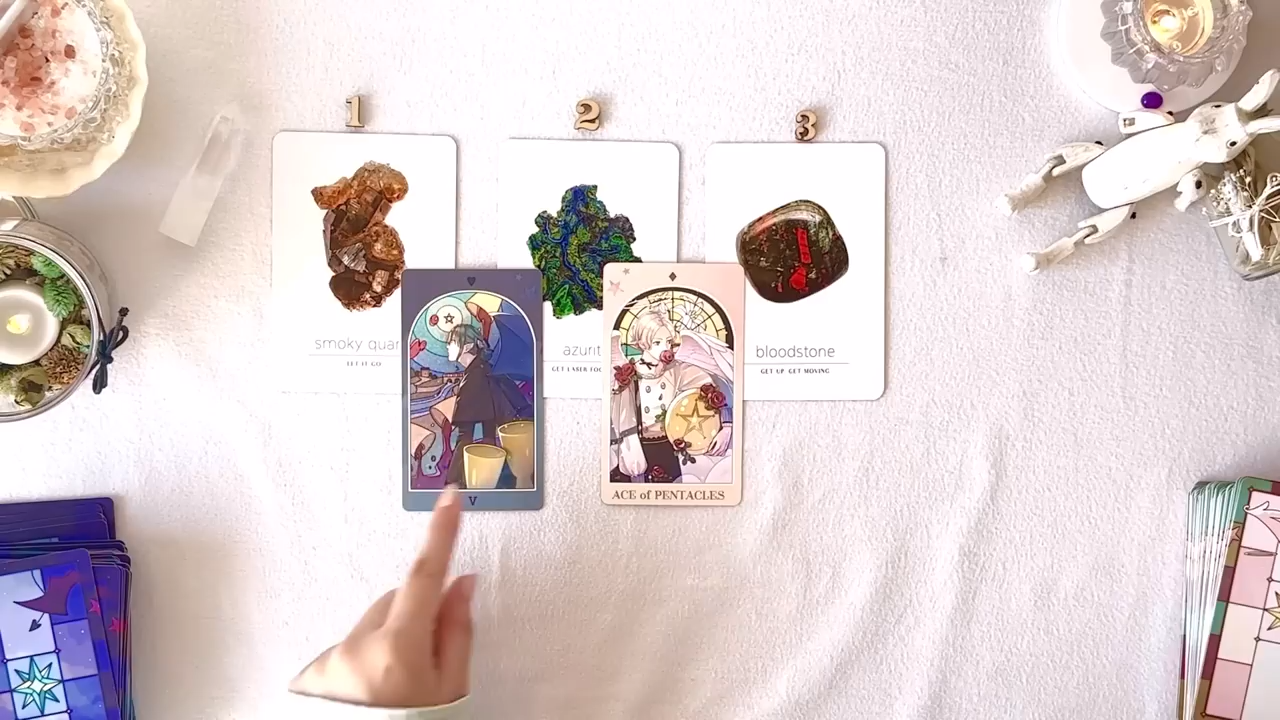 1
2
3
smoky quar
LET IT GO
azurit
GET LASER FOC
bloodstone
GET UP GET MOVING
V
ACE of PENTACLES